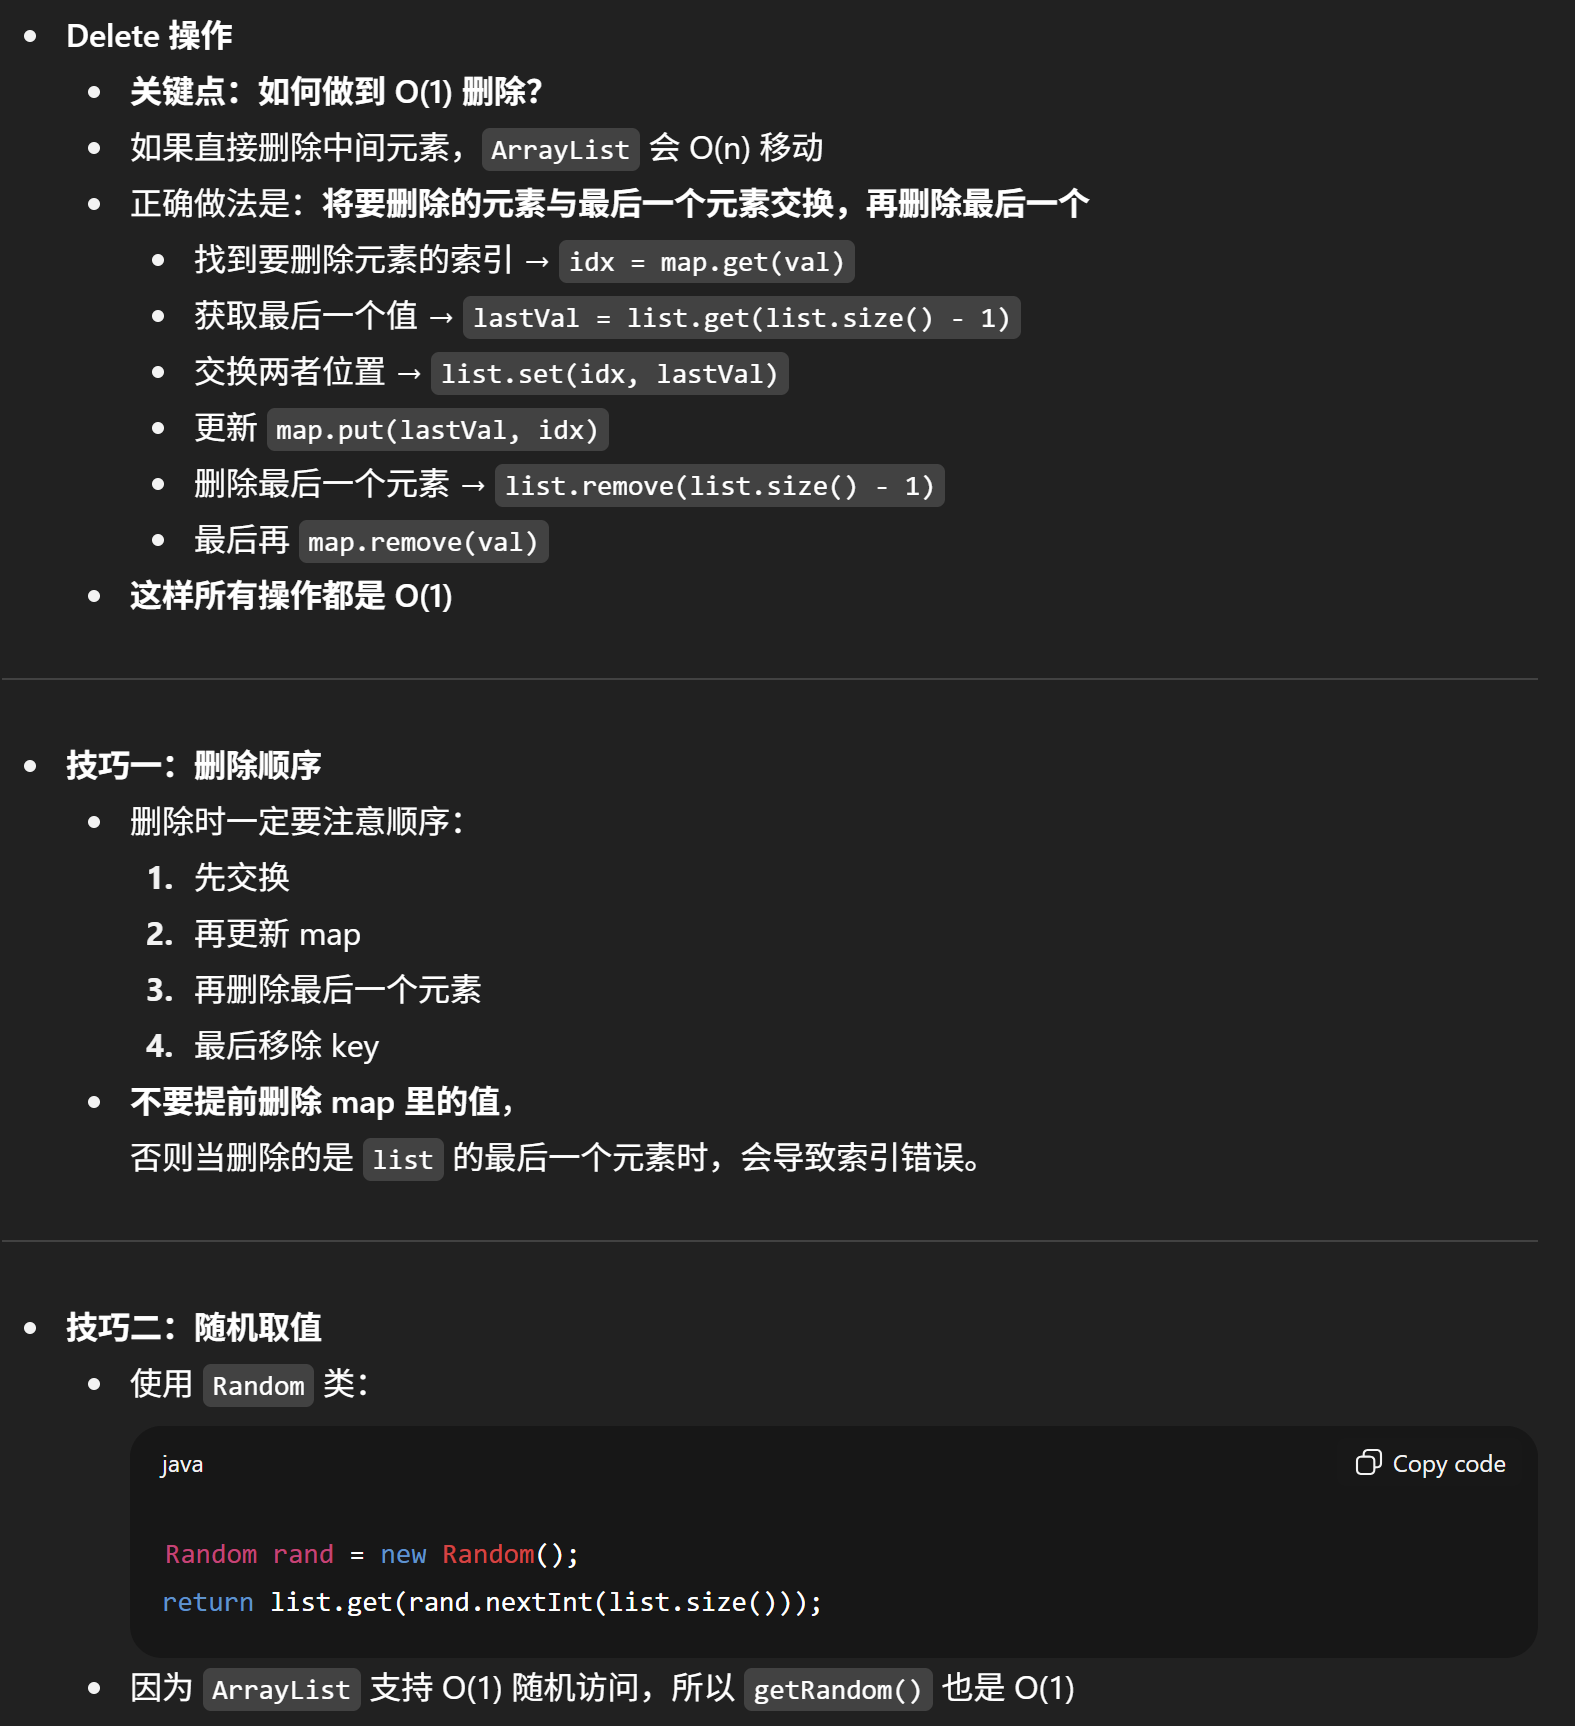 Delete 操作
关键点：如何做到 O(1) 删除？
如果直接删除中间元素，ArrayList 会 O(n) 移动
正确做法是：将要删除的元素与最后一个元素交换，再删除最后一个
找到要删除元素的索引 → idx = map.get(val)
获取最后一个值 → lastVal = list.get(list.size() - 1)
交换两者位置 → list.set(idx, lastVal)
更新 map.put(lastVal, idx)
删除最后一个元素 → list.remove(list.size() - 1)
最后再 map.remove(val)
这样所有操作都是 O(1)
技巧一：删除顺序
删除时一定要注意顺序：
1. 先交换
2. 再更新 map
3. 再删除最后一个元素
4. 最后移除 key
不要提前删除 map 里的值，
否则当删除的是 list 的最后一个元素时，会导致索引错误。
技巧二：随机取值
使用 Random 类：
java
Copy code
Random rand = new Random();
return list.get(rand.nextInt(list.size()));
因为 ArrayList 支持 O(1) 随机访问，所以 getRandom() 也是 O(1)